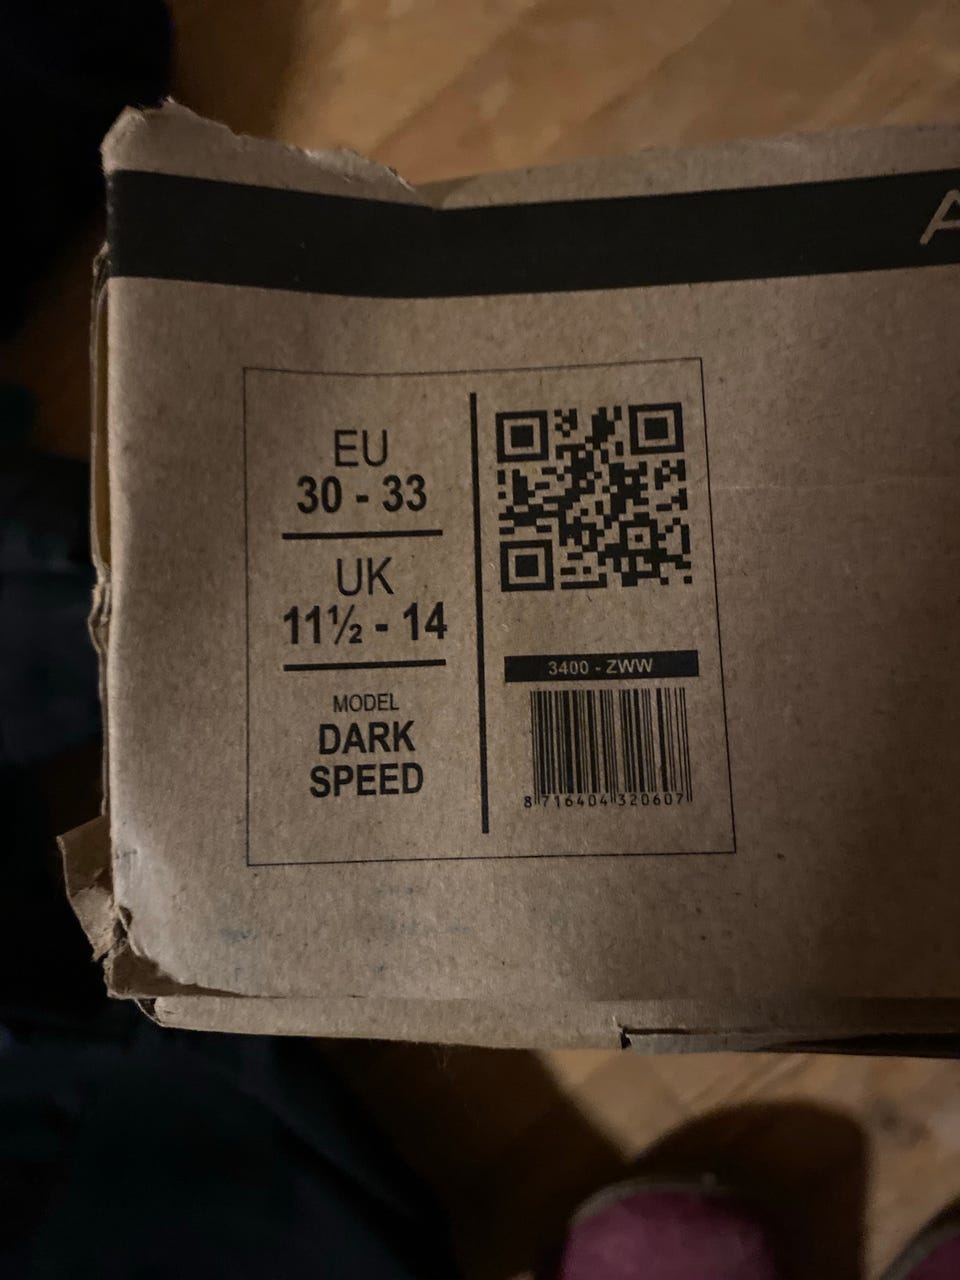 A
EU
30 - 33
UK
11½ - 14
MODEL
DARK
SPEED
3400 - ZWW
8 716404 320607